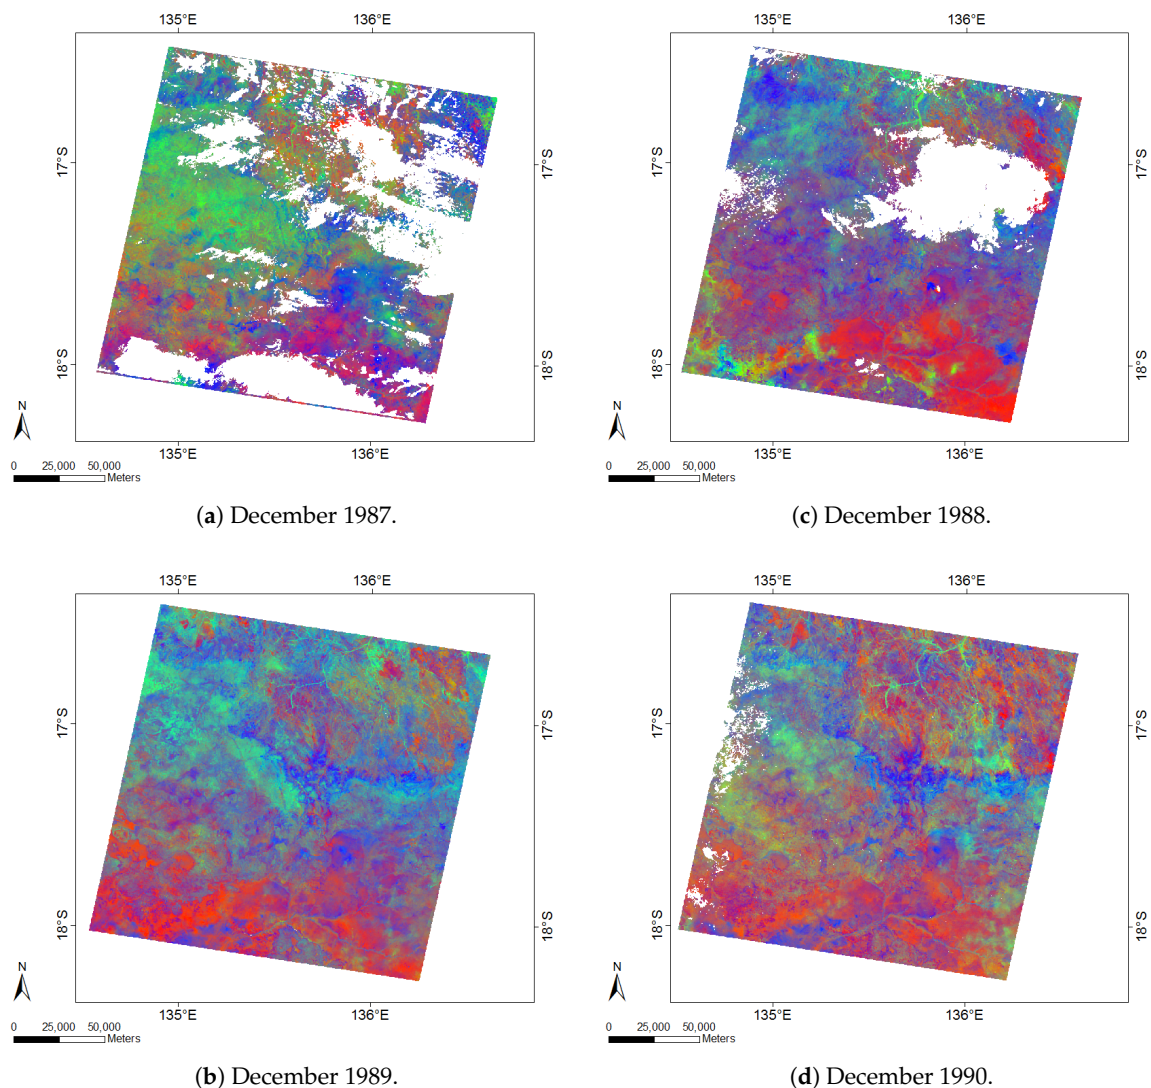 135°E 136°E
17°S 17°S
18°S 18°S
N
135°E 136°E
0 25,000 50,000
Meters
(a) December 1987.
135°E 136°E
17°S 17°S
18°S 18°S
N
135°E 136°E
0 25,000 50,000
Meters
(c) December 1988.
135°E 136°E
17°S 17°S
18°S 18°S
N
135°E 136°E
0 25,000 50,000
Meters
(b) December 1989.
135°E 136°E
17°S 17°S
18°S 18°S
N
135°E 136°E
0 25,000 50,000
Meters
(d) December 1990.